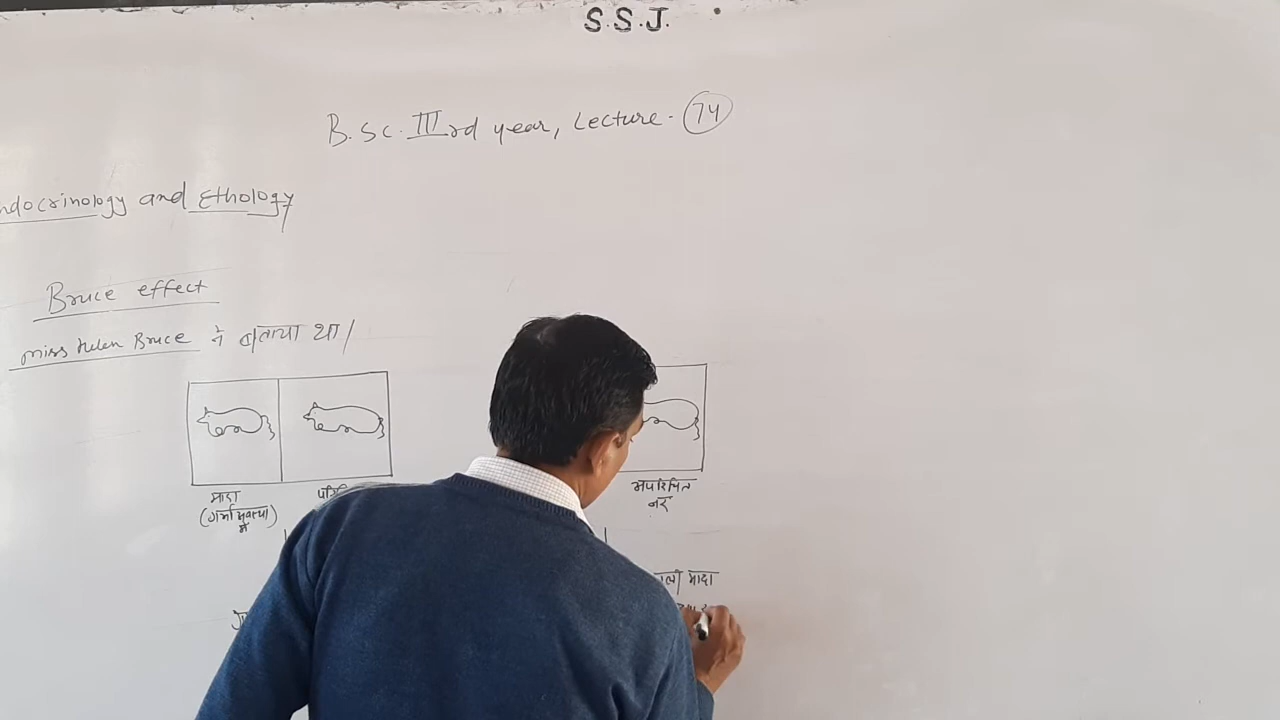 S.S.J.
B.Sc. IIIrd year, Lecture - 74
ndocrinology and Ethology
Bruce effect
miss Helen Bruce ने बताया था।
मादा
(गर्भावस्था
में
अपरिचित
नर
मादा